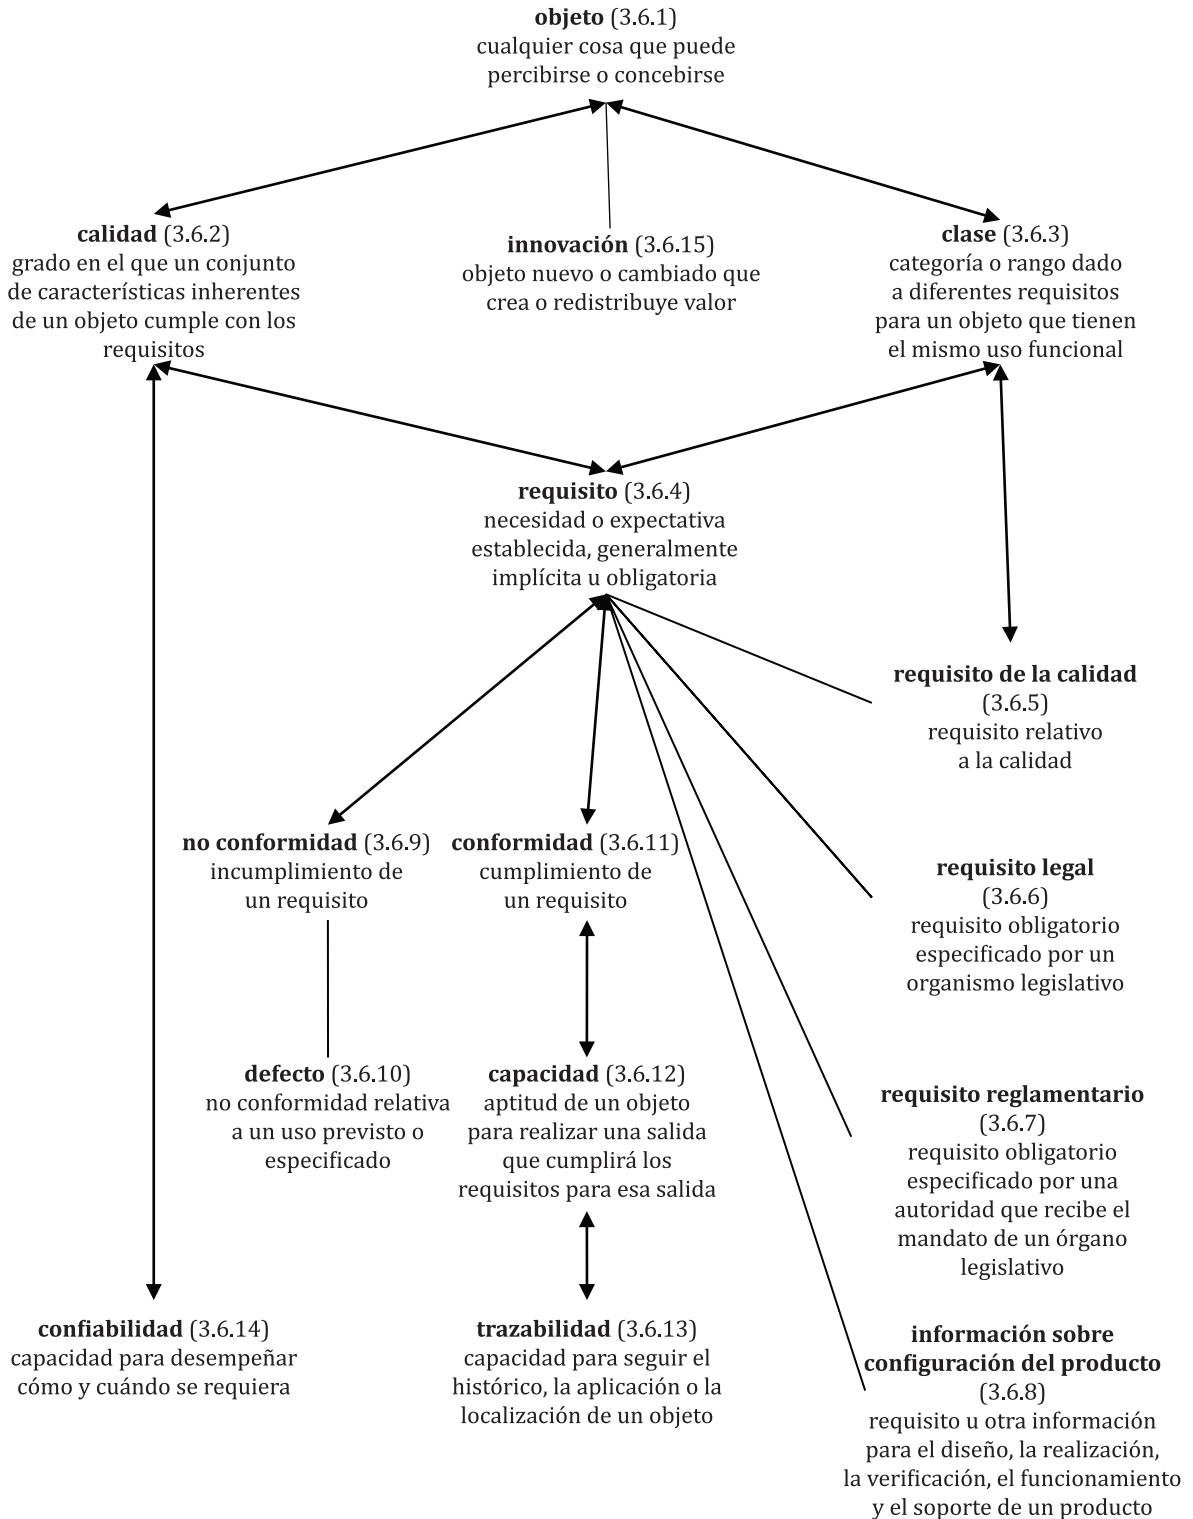 objeto (3.6.1)
cualquier cosa que puede
percibirse o concebirse
calidad (3.6.2)
grado en el que un conjunto
de características inherentes
de un objeto cumple con los
requisitos
innovación (3.6.15)
objeto nuevo o cambiado que
crea o redistribuye valor
clase (3.6.3)
categoría o rango dado
a diferentes requisitos
para un objeto que tienen
el mismo uso funcional
requisito (3.6.4)
necesidad o expectativa
establecida, generalmente
implícita u obligatoria
requisito de la calidad
(3.6.5)
requisito relativo
a la calidad
no conformidad (3.6.9)
incumplimiento de
un requisito
conformidad (3.6.11)
cumplimiento de
un requisito
requisito legal
(3.6.6)
requisito obligatorio
especificado por un
organismo legislativo
defecto (3.6.10)
no conformidad relativa
a un uso previsto o
especificado
capacidad (3.6.12)
aptitud de un objeto
para realizar una salida
que cumplirá los
requisitos para esa salida
requisito reglamentario
(3.6.7)
requisito obligatorio
especificado por una
autoridad que recibe el
mandato de un órgano
legislativo
confiabilidad (3.6.14)
capacidad para desempeñar
cómo y cuándo se requiera
trazabilidad (3.6.13)
capacidad para seguir el
histórico, la aplicación o la
localización de un objeto
información sobre
configuración del producto
(3.6.8)
requisito u otra información
para el diseño, la realización,
la verificación, el funcionamiento
y el soporte de un producto